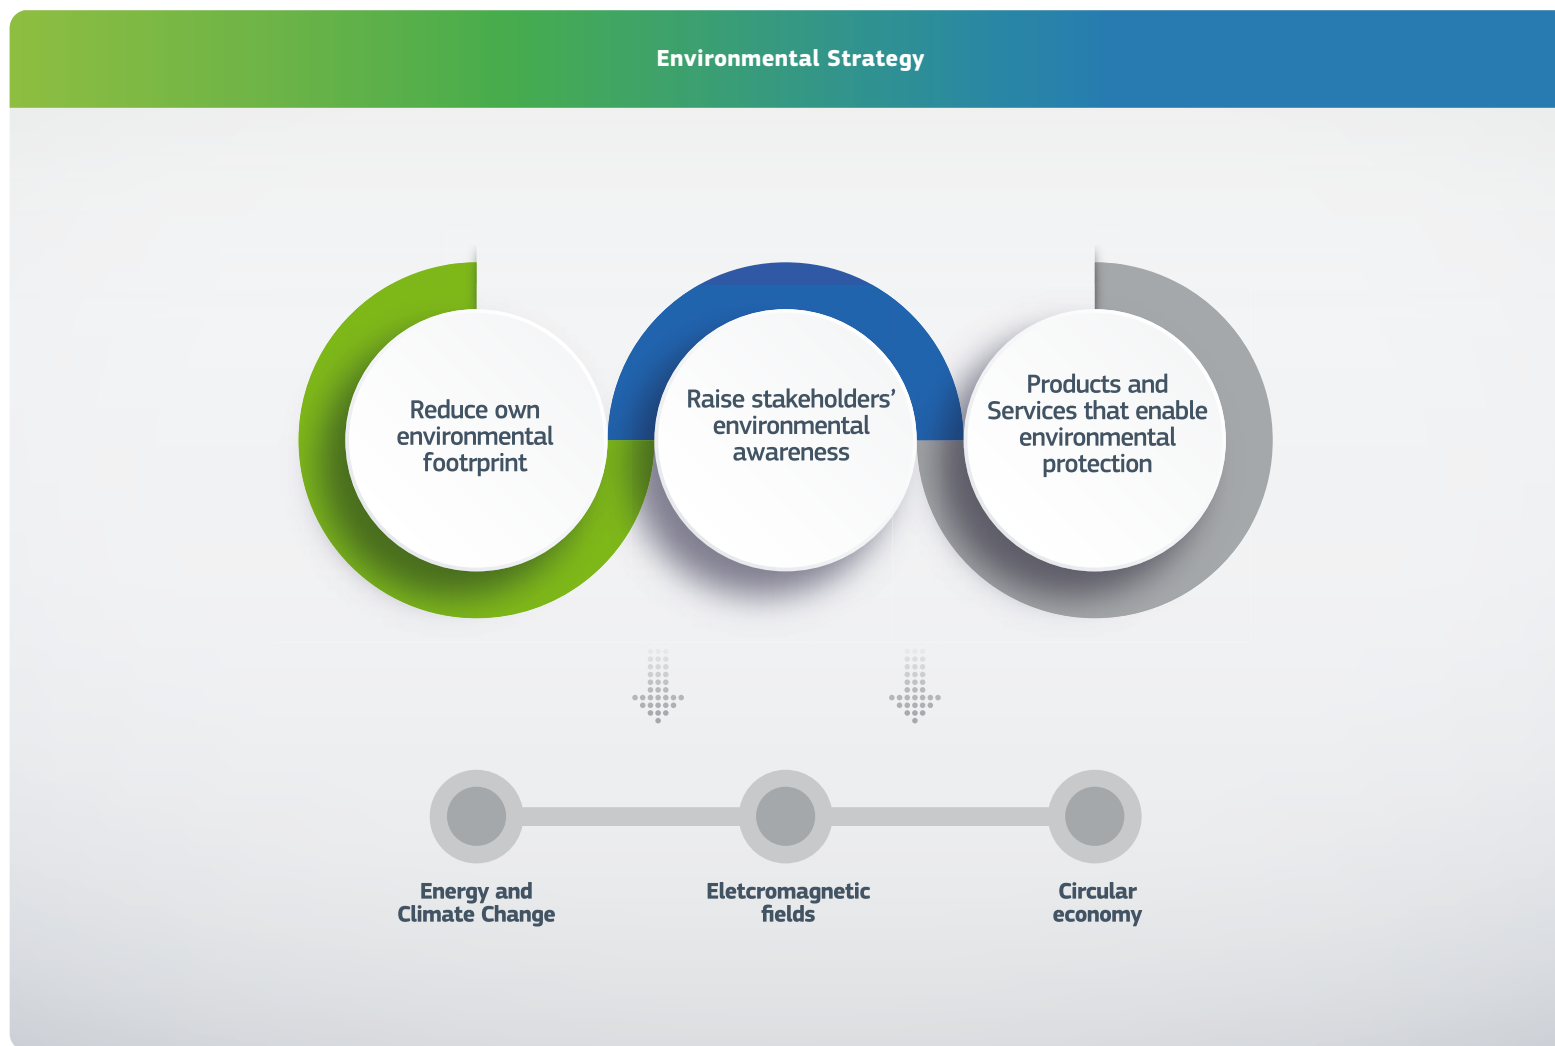 Environmental Strategy
Reduce own
environmental
footrprint
Raise stakeholders’
environmental
awareness
Products and
Services that enable
environmental
protection
Energy and
Climate Change
Eletcromagnetic
fields
Circular
economy